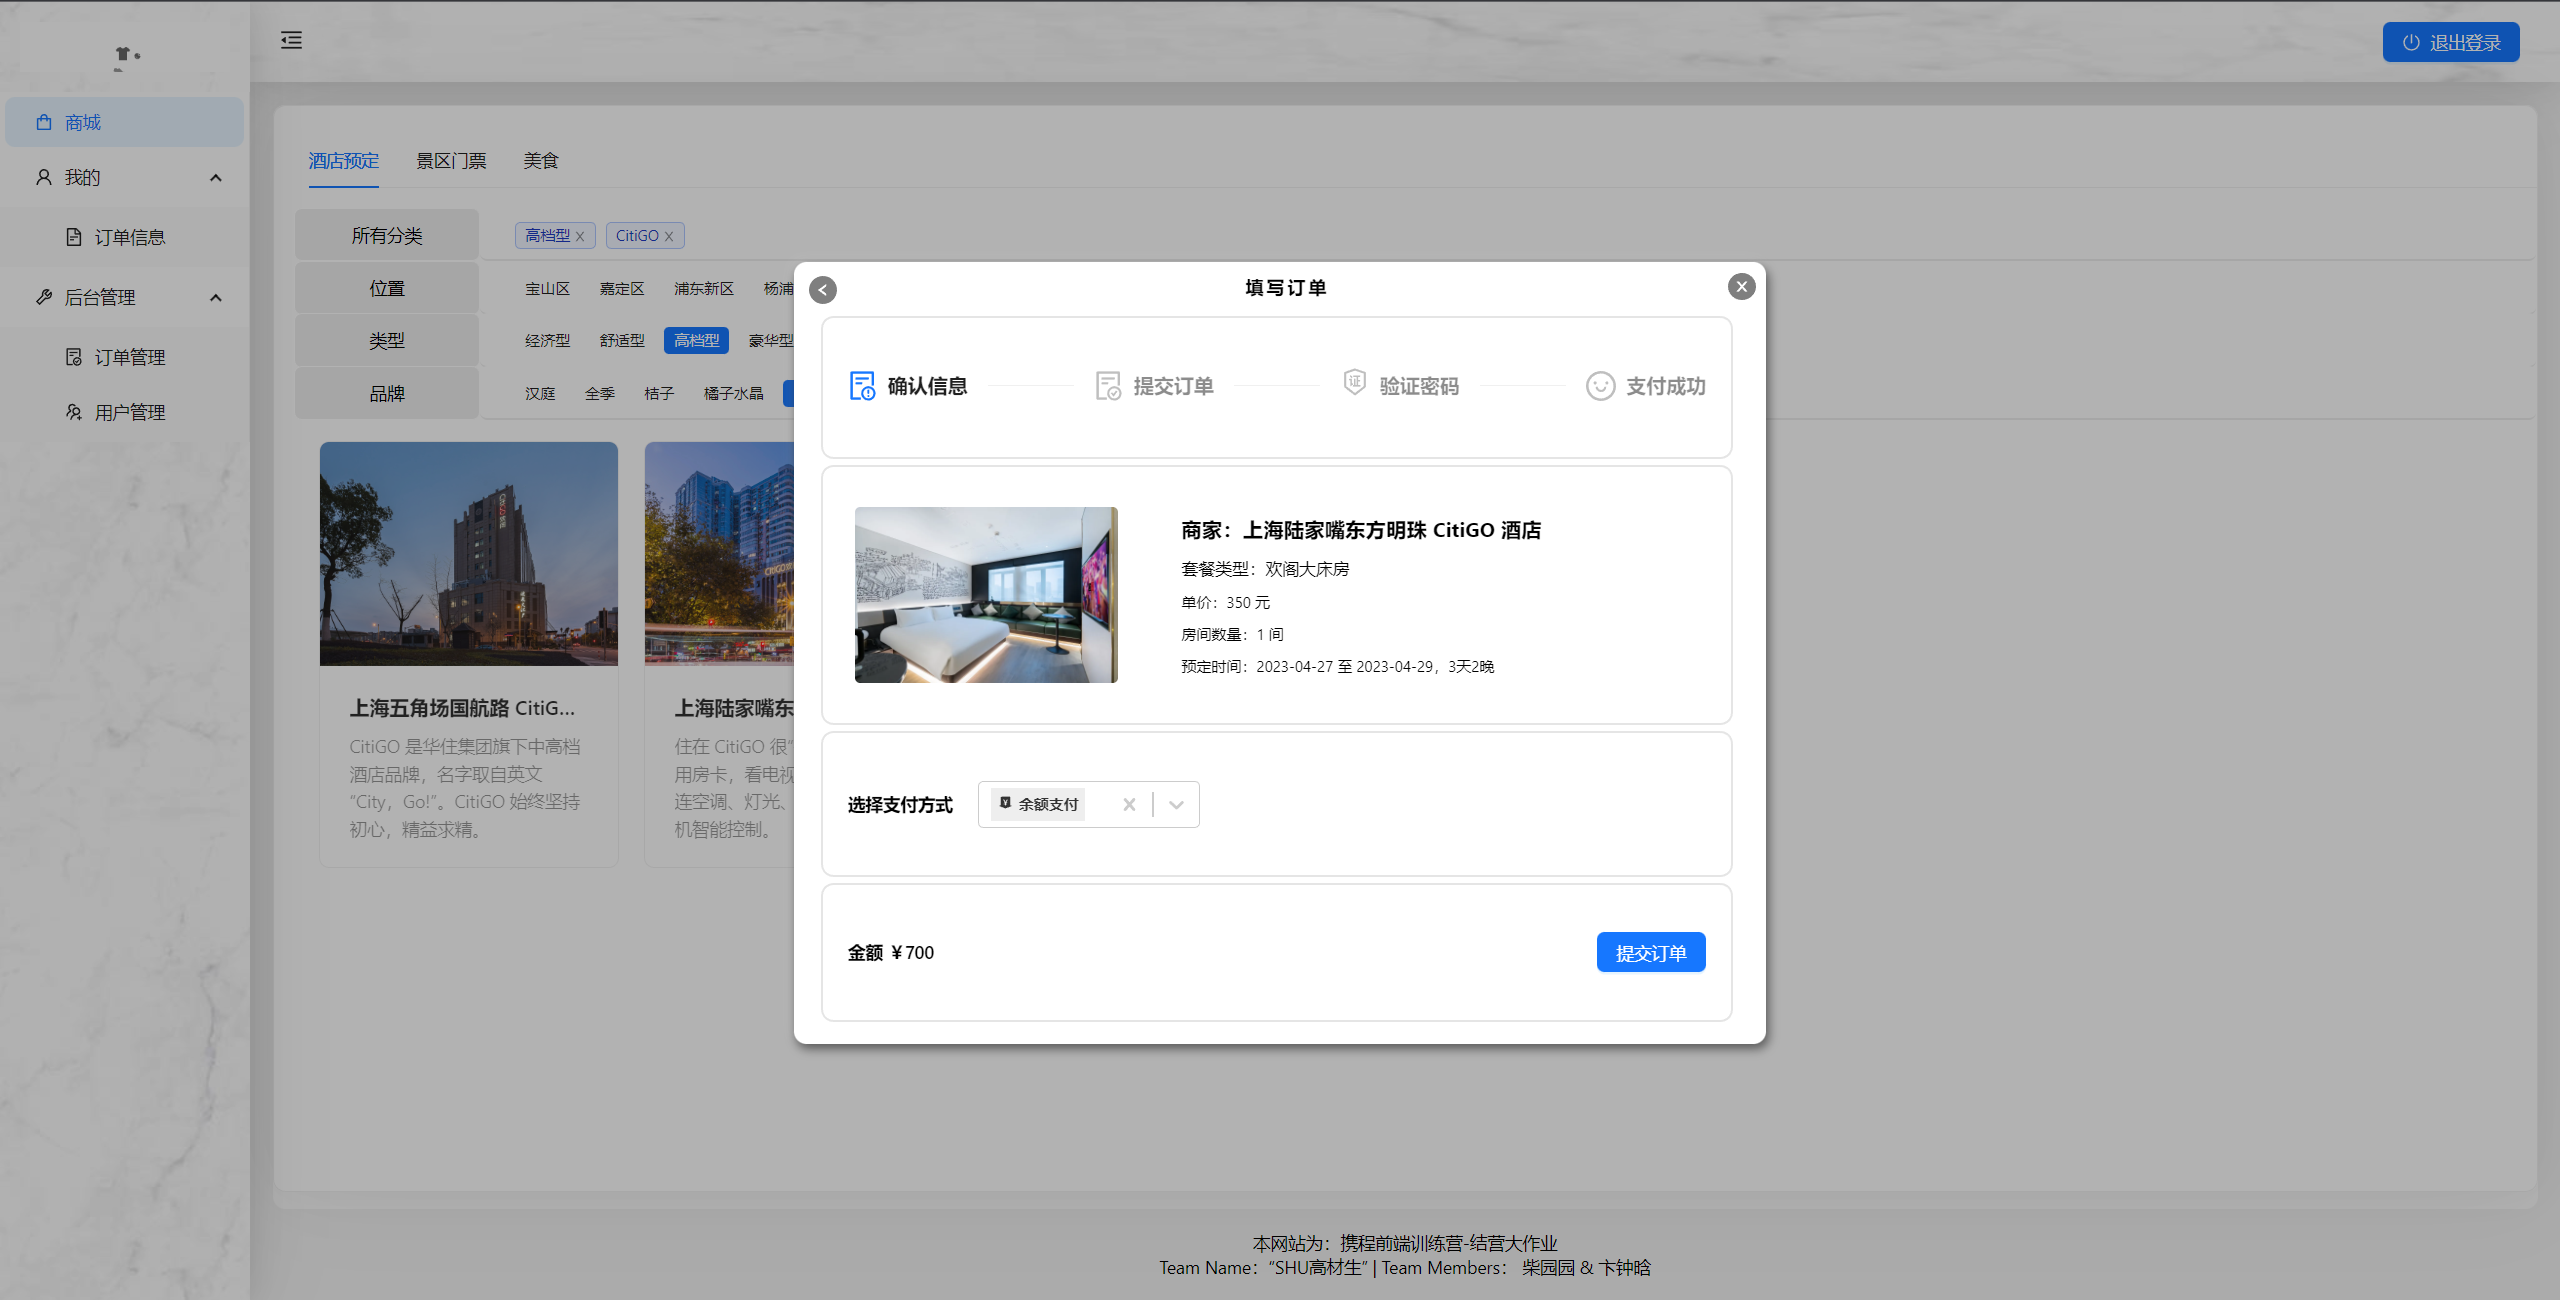 退出登录
商城
我的
订单信息
后台管理
订单管理
用户管理
酒店预定 景区门票 美食
所有分类 高档型 X CitiGO X
位置 宝山区 嘉定区 浦东新区 杨浦
类型 经济型 舒适型 高档型 豪华型
品牌 汉庭 全季 桔子 橘子水晶
上海五角场国航路 CitiG...
CitiGO 是华住集团旗下中高档
酒店品牌，名字取自英文
“City，Go!”。CitiGO 始终坚持
初心，精益求精。
上海陆家嘴东
住在 CitiGO 很“
用房卡，看电视
连空调、灯光、
机智能控制。
填写订单
确认信息 提交订单 验证密码 支付成功
商家：上海陆家嘴东方明珠 CitiGO 酒店
套餐类型：欢阁大床房
单价：350 元
房间数量：1 间
预定时间：2023-04-27 至 2023-04-29，3天2晚
选择支付方式 余额支付
金额 ¥700 提交订单
本网站为：携程前端训练营-结营大作业
Team Name：“SHU高材生” | Team Members： 柴园园 & 卞钟晗